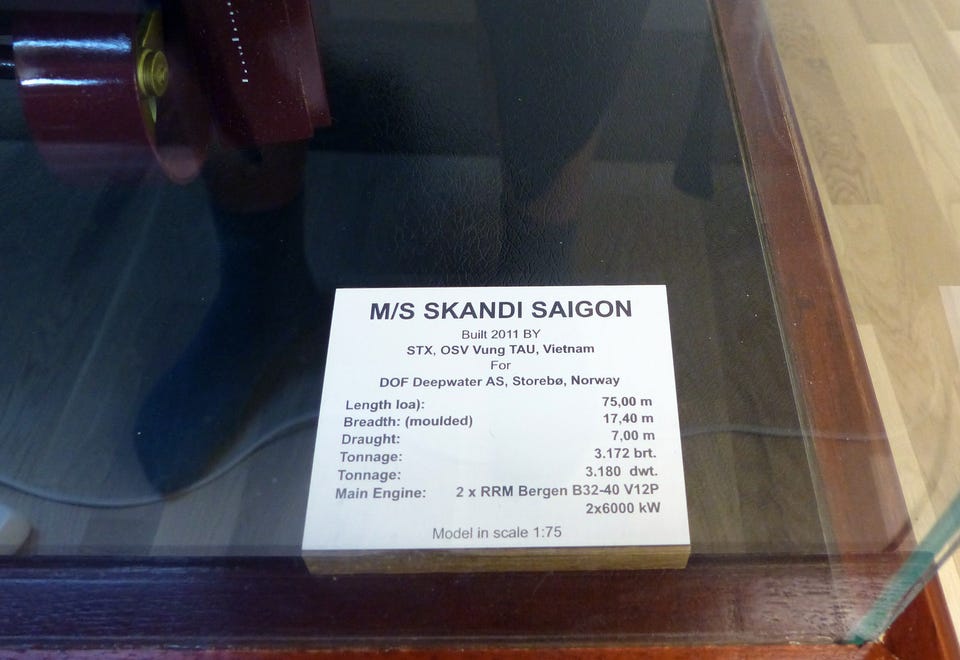 M/S SKANDI SAIGON
Built 2011 BY
STX, OSV Vung TAU, Vietnam
For
DOF Deepwater AS, Storebø, Norway
Length loa): 75,00 m
Breadth: (moulded) 17,40 m
Draught: 7,00 m
Tonnage: 3.172 brt.
Tonnage: 3.180 dwt.
Main Engine: 2 x RRM Bergen B32-40 V12P
2x6000 kW
Model in scale 1:75